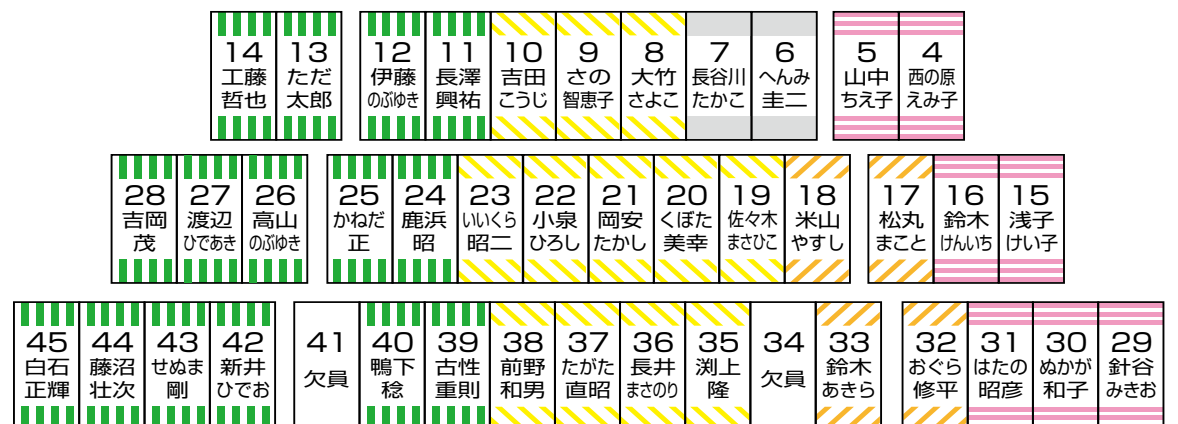 14 13 12 11 10 9 8 7 6 5 4
工藤 ただ 伊藤 長澤 吉田 さの 大竹 長谷川 へんみ 山中 西の原
哲也 太郎 のぶゆき 興祐 こうじ 智恵子 さよこ たかこ 圭二 ちえ子 えみ子
28 27 26 25 24 23 22 21 20 19 18 17 16 15
吉岡 渡辺 高山 かねだ 鹿浜 いいくら 小泉 岡安 くぼた 佐々木 米山 松丸 鈴木 浅子
茂 ひであき のぶゆき 正 昭 昭二 ひろし たかし 美幸 まさひこ やすし まこと けんいち けい子
45 44 43 42 41 40 39 38 37 36 35 34 33 32 31 30 29
白石 藤沼 せぬま 新井 欠員 鴨下 古性 前野 たがた 長井 渕上 欠員 鈴木 おぐら はたの ぬかが 針谷
正輝 壮次 剛 ひでお 稔 重則 和男 直昭 まさのり 隆 あきら 修平 昭彦 和子 みきお